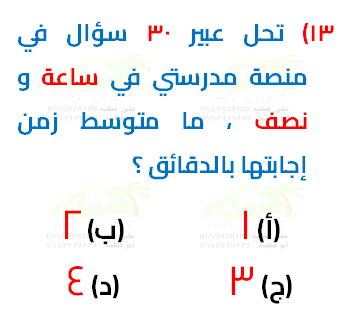 ١٣) تحل عبير ٣٠ سؤال في
منصة مدرستي في ساعة و
نصف ، ما متوسط زمن
إجابتها بالدقائق ؟
(أ) ١ (ب) ٢
(ج) ٣ (د) ٤